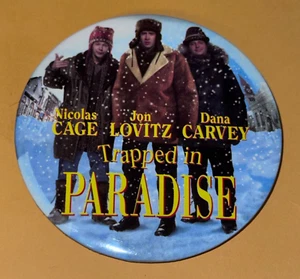 Nicolas Jon Dana
CAGE LOVITZ CARVEY
Trapped in
PARADISE